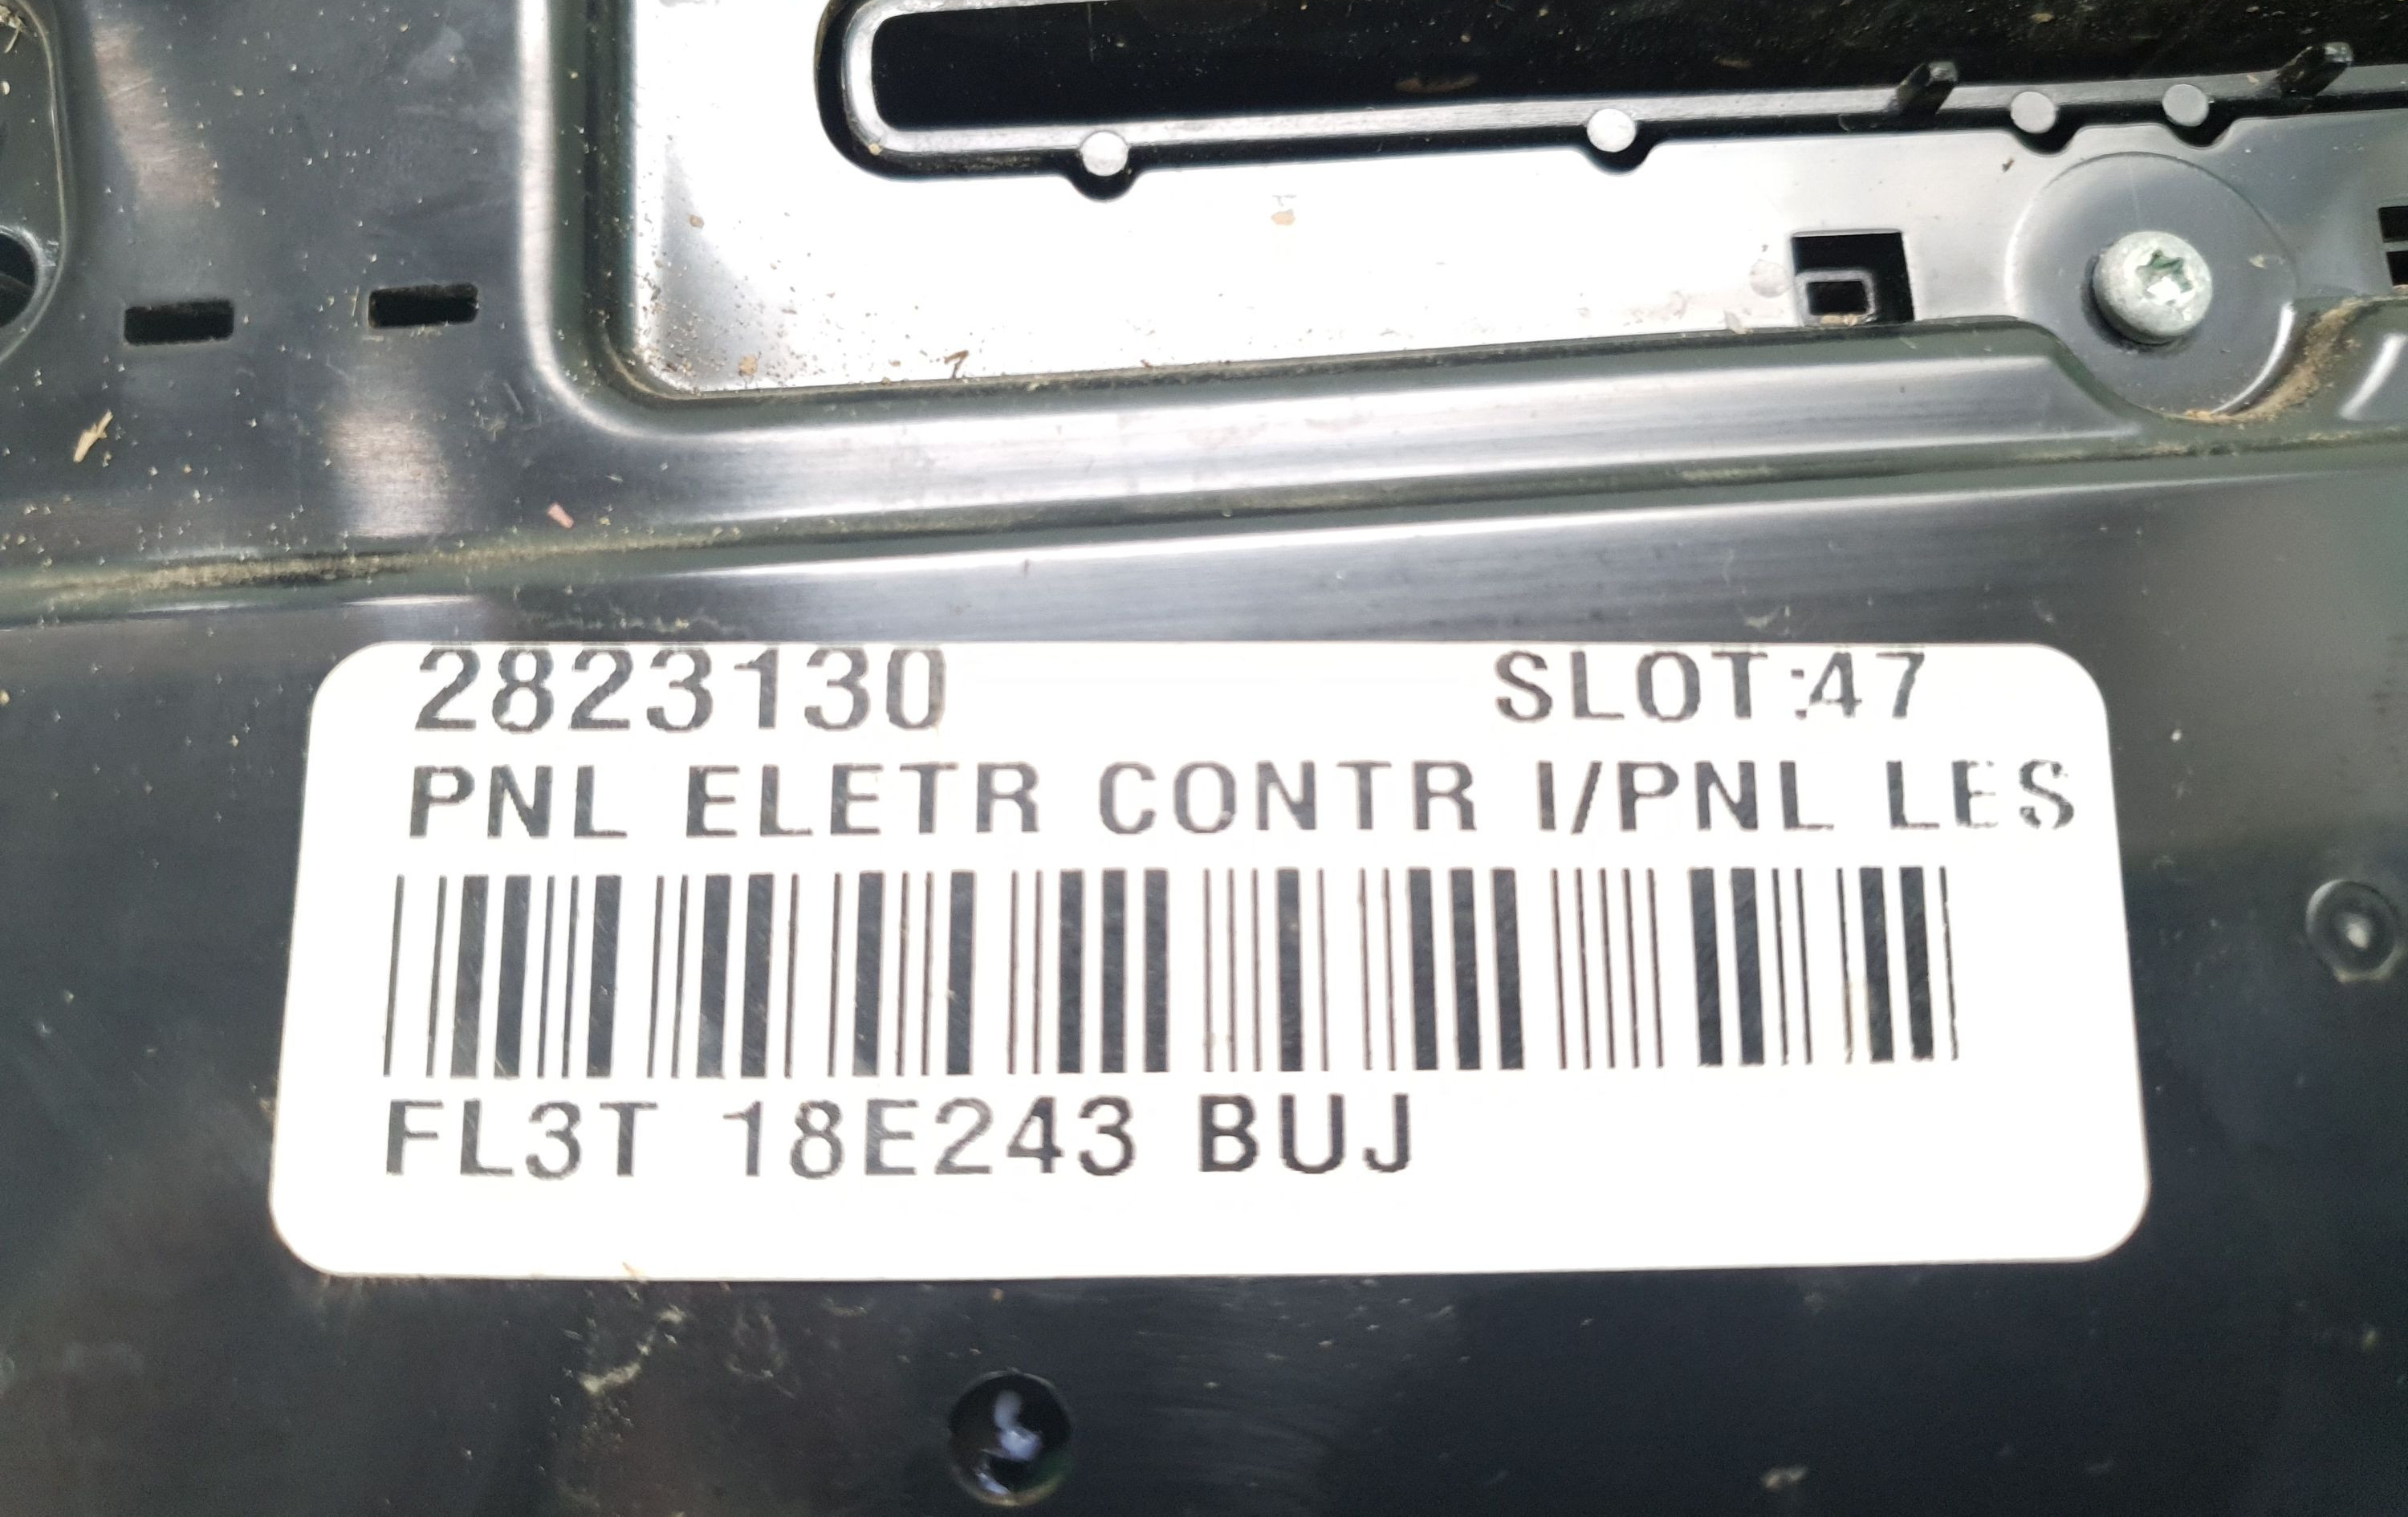 2823130 SLOT:47
PNL ELETR CONTR I/PNL LES
FL3T 18E243 BUJ